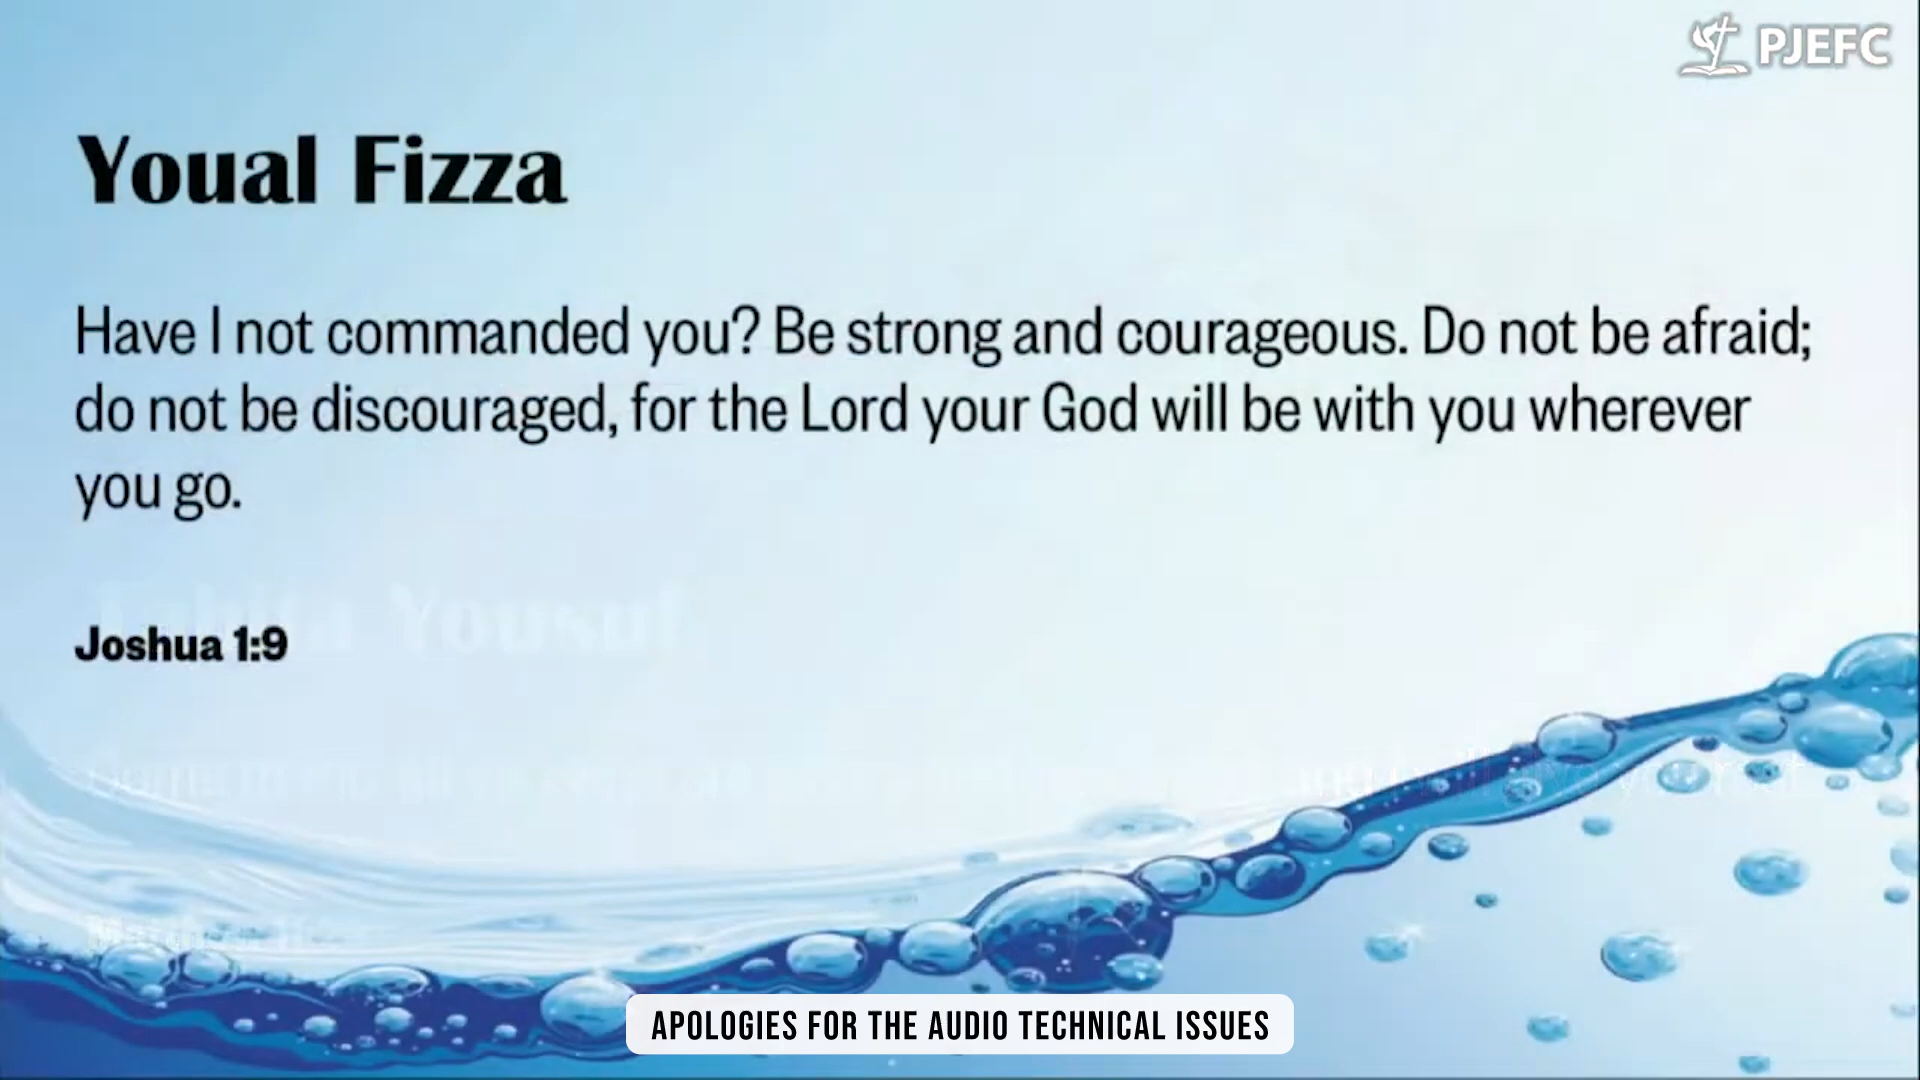 PJEFC
Youal Fizza
Have I not commanded you? Be strong and courageous. Do not be afraid;
do not be discouraged, for the Lord your God will be with you wherever
you go.
Yousuf
Joshua 1:9
APOLOGIES FOR THE AUDIO TECHNICAL ISSUES